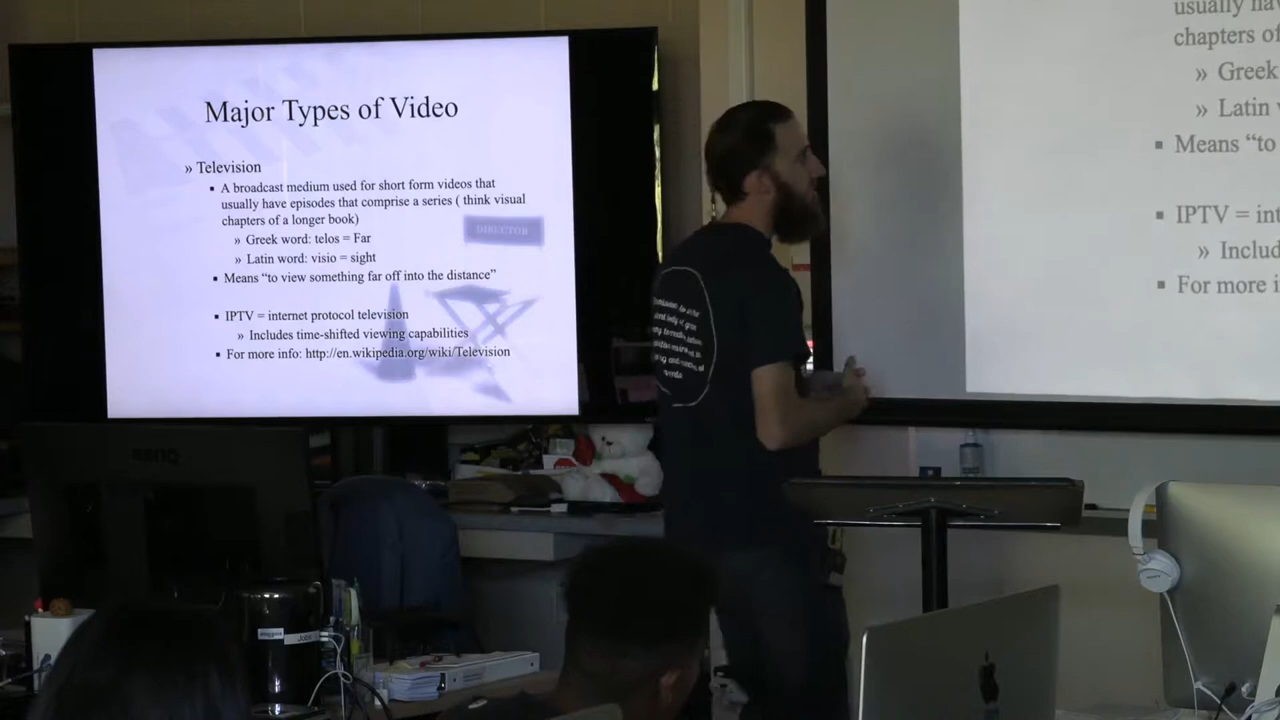 Major Types of Video
» Television
▪ A broadcast medium used for short form videos that
usually have episodes that comprise a series ( think visual
chapters of a longer book)
» Greek word: telos = Far
» Latin word: visio = sight
▪ Means “to view something far off into the distance”
▪ IPTV = internet protocol television
» Includes time-shifted viewing capabilities
▪ For more info: http://en.wikipedia.org/wiki/Television
DIRECTOR
usually
chapters of
» Greek
» Latin
▪ Means “to
▪ IPTV =
»
▪ For more
BenQ
SONY